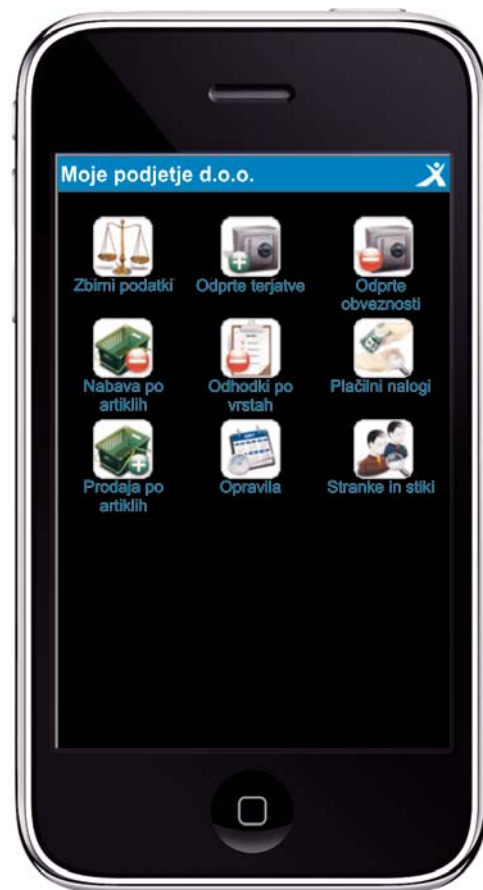 Moje podjetje d.o.o.
Zbirni podatki
Odprte terjatve
Odprte
obveznosti
Nabava po
artiklih
Odhodki po
vrstah
Plačilni nalogi
Prodaja po
artiklih
Opravila
Stranke in stiki